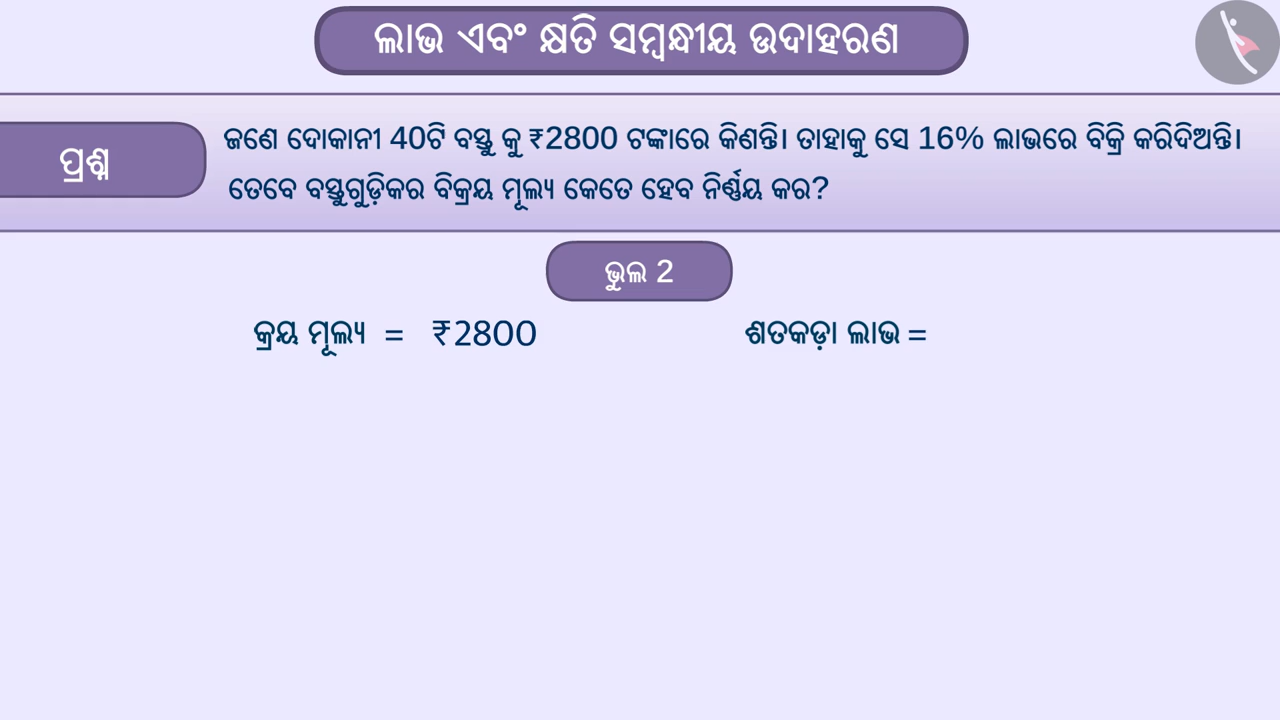 ଲାଭ ଏବଂ କ୍ଷତି ସମ୍ବନ୍ଧୀୟ ଉଦାହରଣ
ପ୍ରଶ୍ନ
ଜଣେ ଦୋକାନୀ 40ଟି ବସ୍ତୁ କୁ ₹2800 ଟଙ୍କାରେ କିଣନ୍ତି। ତାହାକୁ ସେ 16% ଲାଭରେ ବିକ୍ରି କରିଦିଅନ୍ତି।
ତେବେ ବସ୍ତୁଗୁଡ଼ିକର ବିକ୍ରୟ ମୂଲ୍ୟ କେତେ ହେବ ନିର୍ଣ୍ଣୟ କର?
ଭୁଲ 2
କ୍ରୟ ମୂଲ୍ୟ = ₹2800 ଶତକଡ଼ା ଲାଭ =